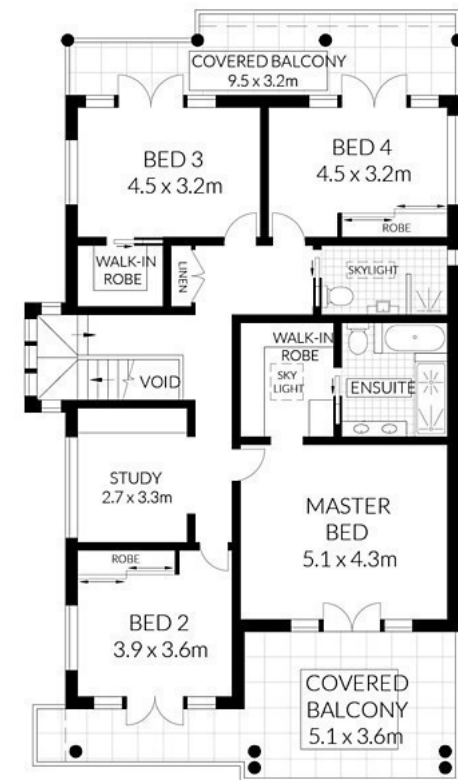 COVERED BALCONY
9.5 x 3.2m
BED 3
4.5 x 3.2m
BED 4
4.5 x 3.2m
ROBE
WALK-IN
ROBE
LINEN
SKYLIGHT
WALK-IN
ROBE
SKY
LIGHT
ENSUITE
VOID
STUDY
2.7 x 3.3m
MASTER
BED
5.1 x 4.3m
ROBE
BED 2
3.9 x 3.6m
COVERED
BALCONY
5.1 x 3.6m